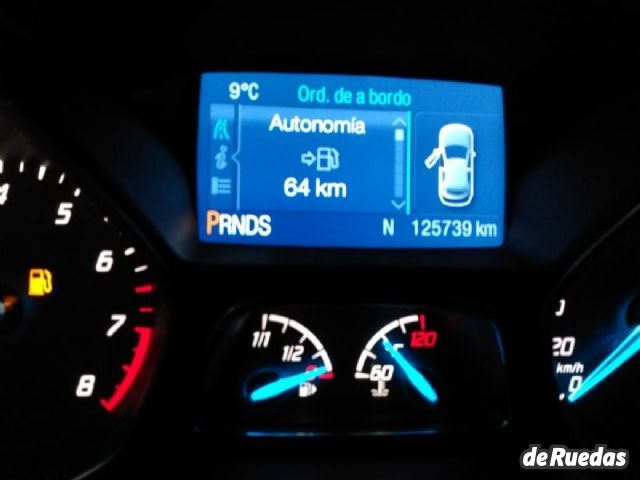 9°C Ord. de a bordo
Autonomía
64 km
PRNDS N 125739 km
4
5
6
7
8
1/1
1/2
0
60
°C
120
20
km/h
0
deRuedas